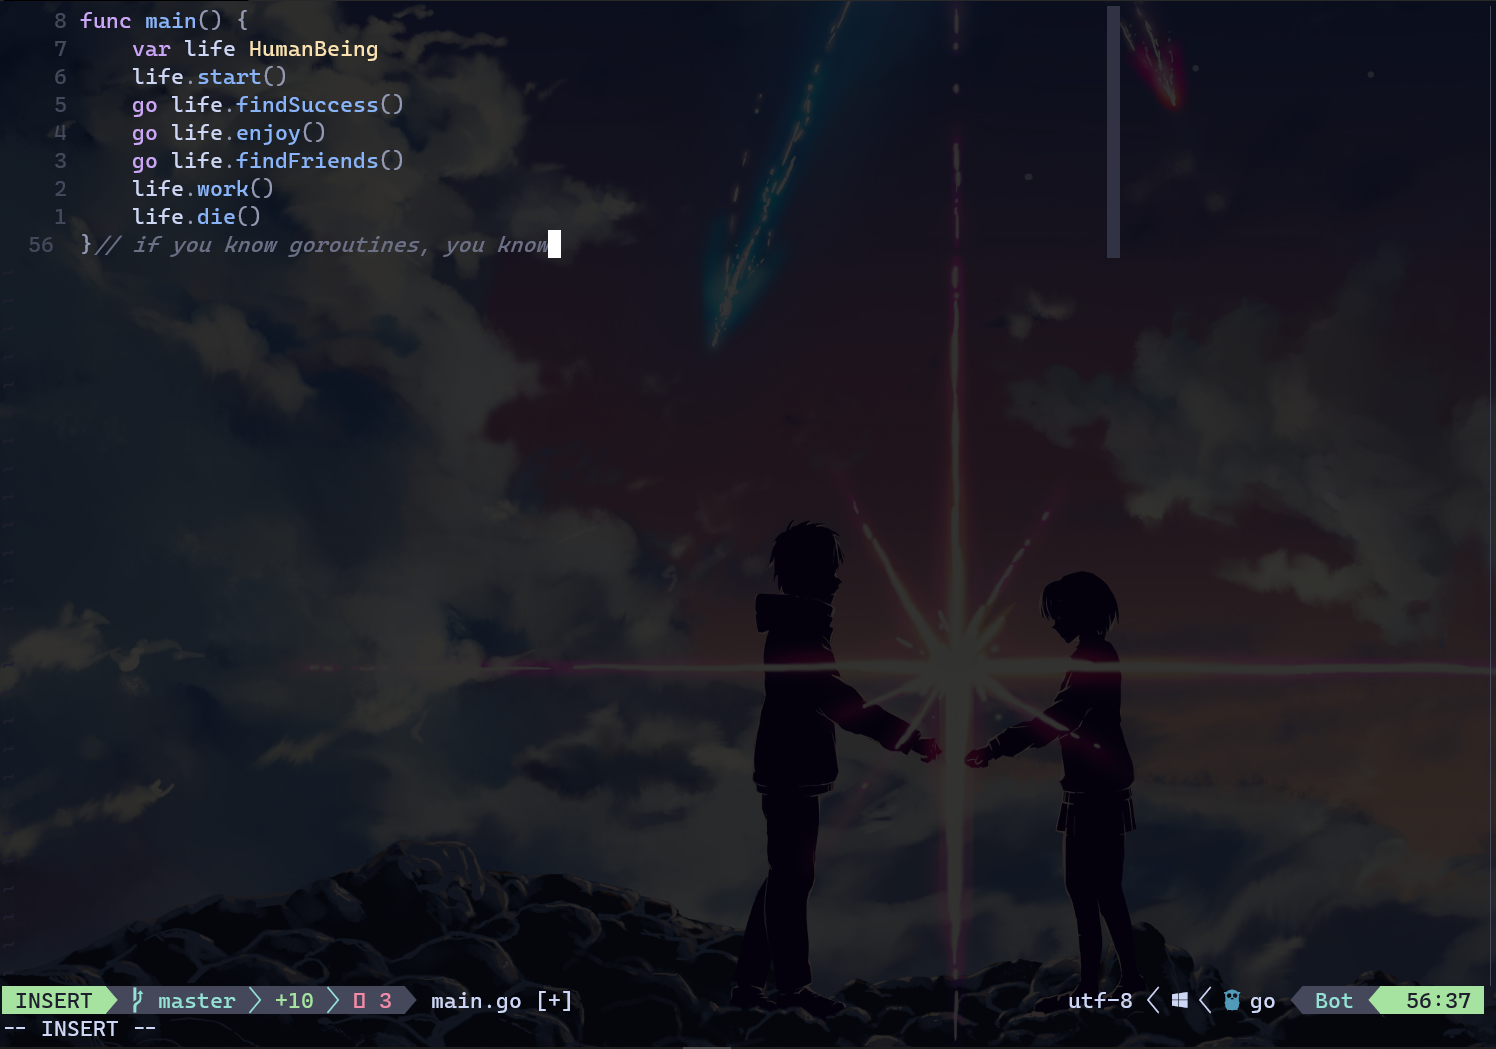 8 func main() {
7 var life HumanBeing
6 life.start()
5 go life.findSuccess()
4 go life.enjoy()
3 go life.findFriends()
2 life.work()
1 life.die()
56 }// if you know goroutines, you know
INSERT master +10 3 main.go [+] utf-8 go Bot 56:37
-- INSERT --